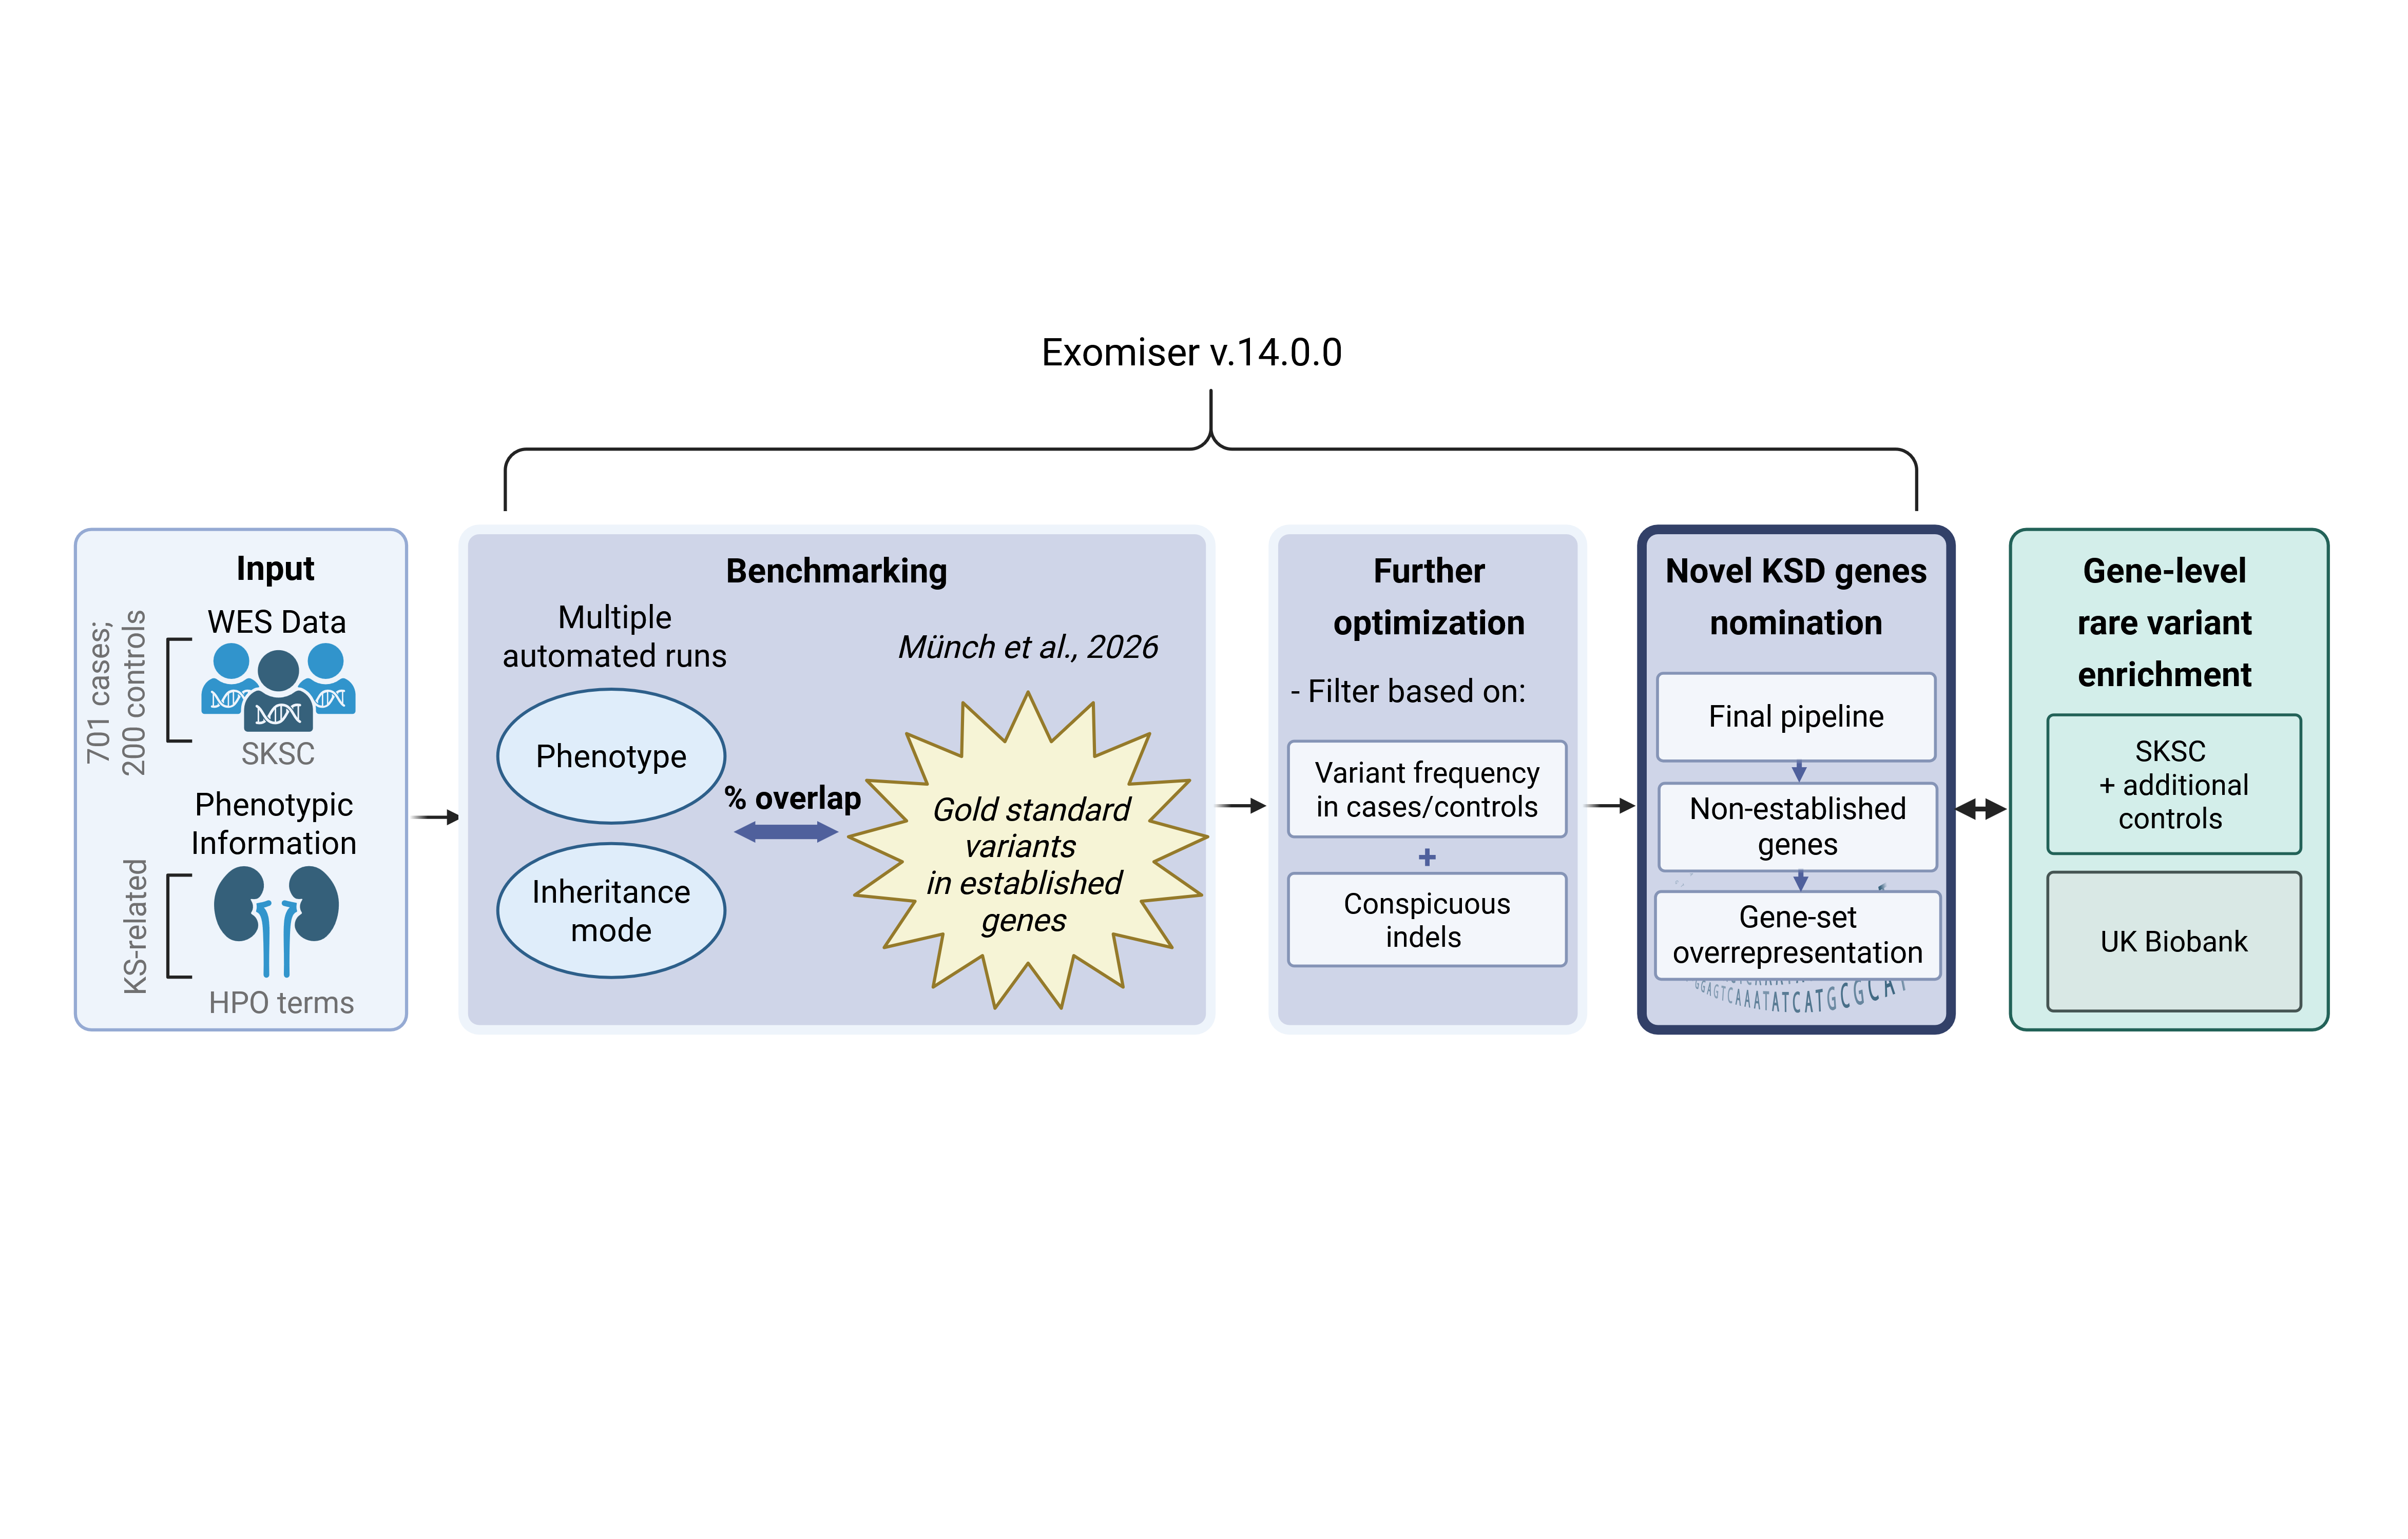 Exomiser v.14.0.0
Input
701 cases;
200 controls
WES Data
SKSC
Phenotypic
Information
KS-related
HPO terms
Benchmarking
Multiple
automated runs
Phenotype
Inheritance
mode
% overlap
Münch et al., 2026
Gold standard
variants
in established
genes
Further
optimization
- Filter based on:
Variant frequency
in cases/controls
+
Conspicuous
indels
Novel KSD genes
nomination
Final pipeline
Non-established
genes
Gene-set
overrepresentation
GGAGTCAAATATCATGCGCAT
Gene-level
rare variant
enrichment
SKSC
+ additional
controls
UK Biobank